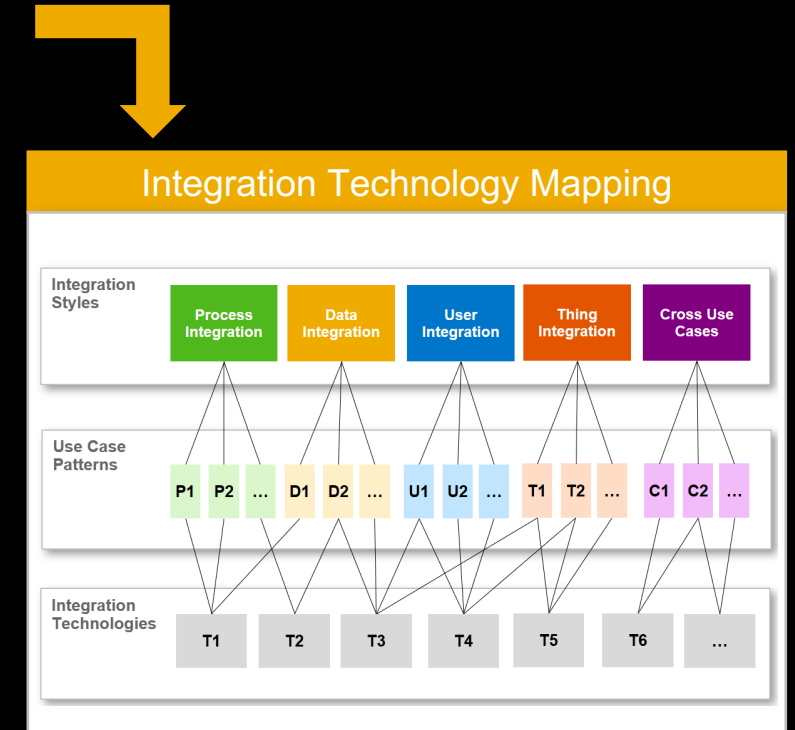 Integration Technology Mapping
Integration
Styles
Process
Integration
Data
Integration
User
Integration
Thing
Integration
Cross Use
Cases
Use Case
Patterns
P1 P2 ... D1 D2 ... U1 U2 ... T1 T2 ... C1 C2 ...
Integration
Technologies
T1 T2 T3 T4 T5 T6 ...